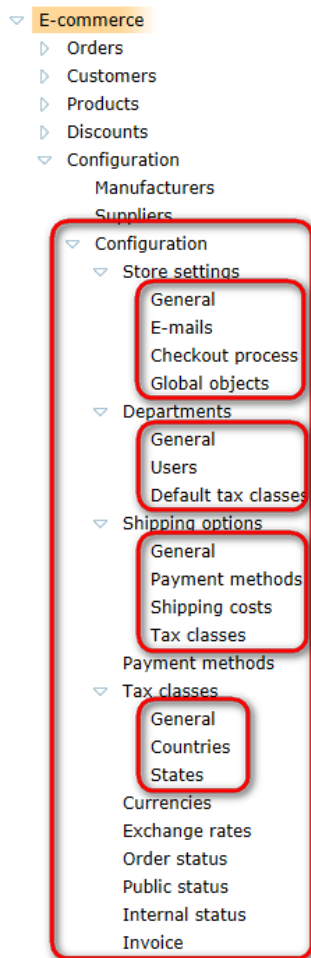 E-commerce
Orders
Customers
Products
Discounts
Configuration
Manufacturers
Suppliers
Configuration
Store settings
General
E-mails
Checkout process
Global objects
Departments
General
Users
Default tax classes
Shipping options
General
Payment methods
Shipping costs
Tax classes
Payment methods
Tax classes
General
Countries
States
Currencies
Exchange rates
Order status
Public status
Internal status
Invoice